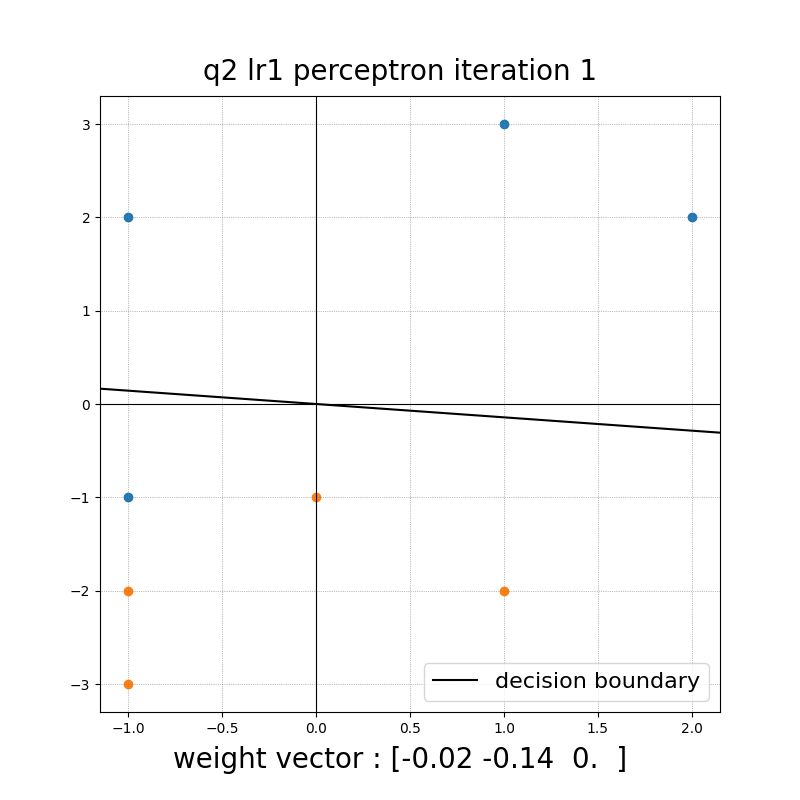 q2 lr1 perceptron iteration 1
3
2
1
0
−1
−2
−3
−1.0 −0.5 0.0 0.5 1.0 1.5 2.0
decision boundary
weight vector : [-0.02 -0.14  0.  ]